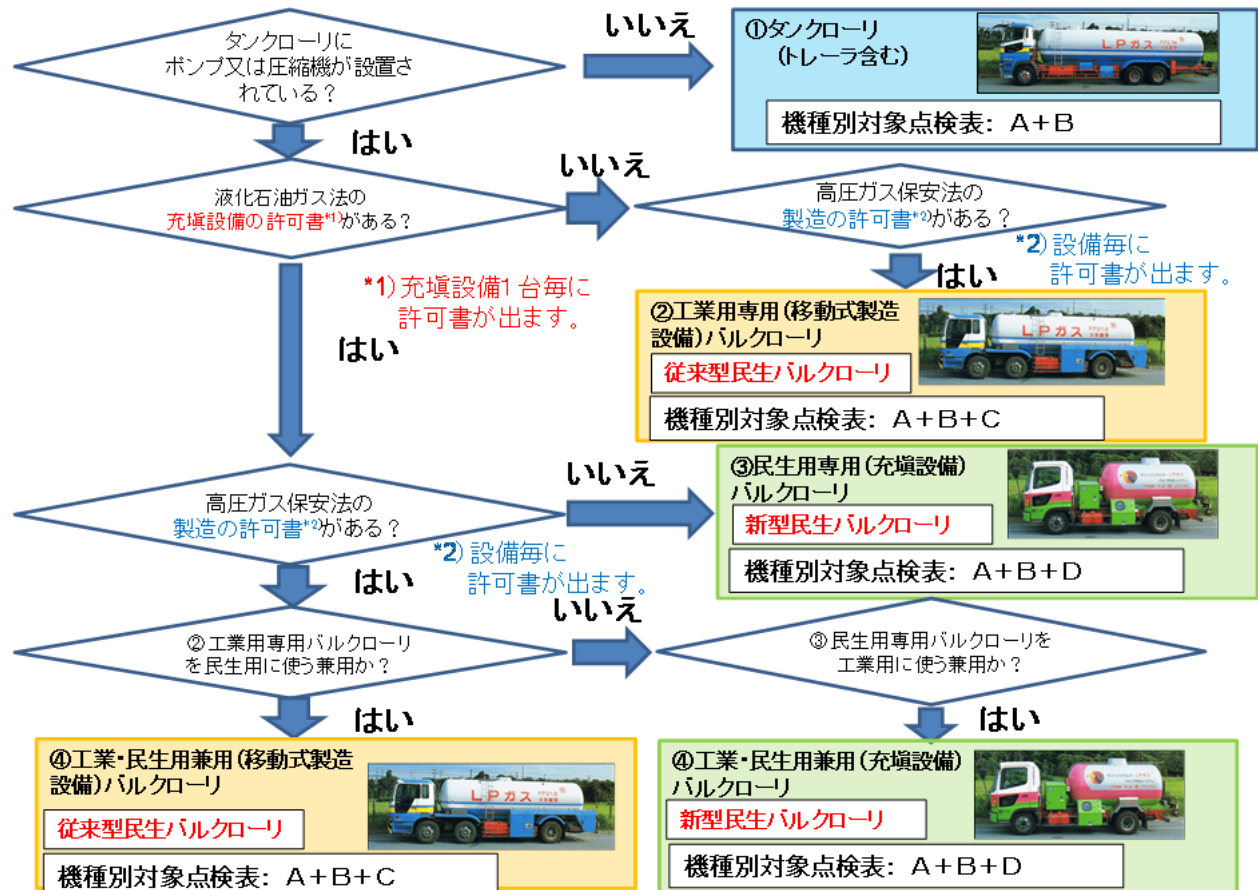 タンクローリに
ポンプ又は圧縮機が設置さ
れている？
いいえ
①タンクローリ
(トレーラ含む)
LPガス
機種別対象点検表: A+B
はい
液化石油ガス法の
充塡設備の許可書*1)がある？
いいえ
高圧ガス保安法の
製造の許可書*2)がある？
*2) 設備毎に
許可書が出ます。
はい
*1) 充塡設備1台毎に
許可書が出ます。
はい
②工業用専用(移動式製造
設備)バルクローリ
LPガス
従来型民生バルクローリ
機種別対象点検表: A+B+C
高圧ガス保安法の
製造の許可書*2)がある？
いいえ
③民生用専用(充塡設備)
バルクローリ
新型民生バルクローリ
機種別対象点検表: A+B+D
*2) 設備毎に
許可書が出ます。
はい
②工業用専用バルクローリ
を民生用に使う兼用か？
いいえ
③民生用専用バルクローリを
工業用に使う兼用か？
はい
はい
④工業・民生用兼用(移動式製造
設備)バルクローリ
LPガス
従来型民生バルクローリ
機種別対象点検表: A+B+C
④工業・民生用兼用(充塡設備)
バルクローリ
新型民生バルクローリ
機種別対象点検表: A+B+D